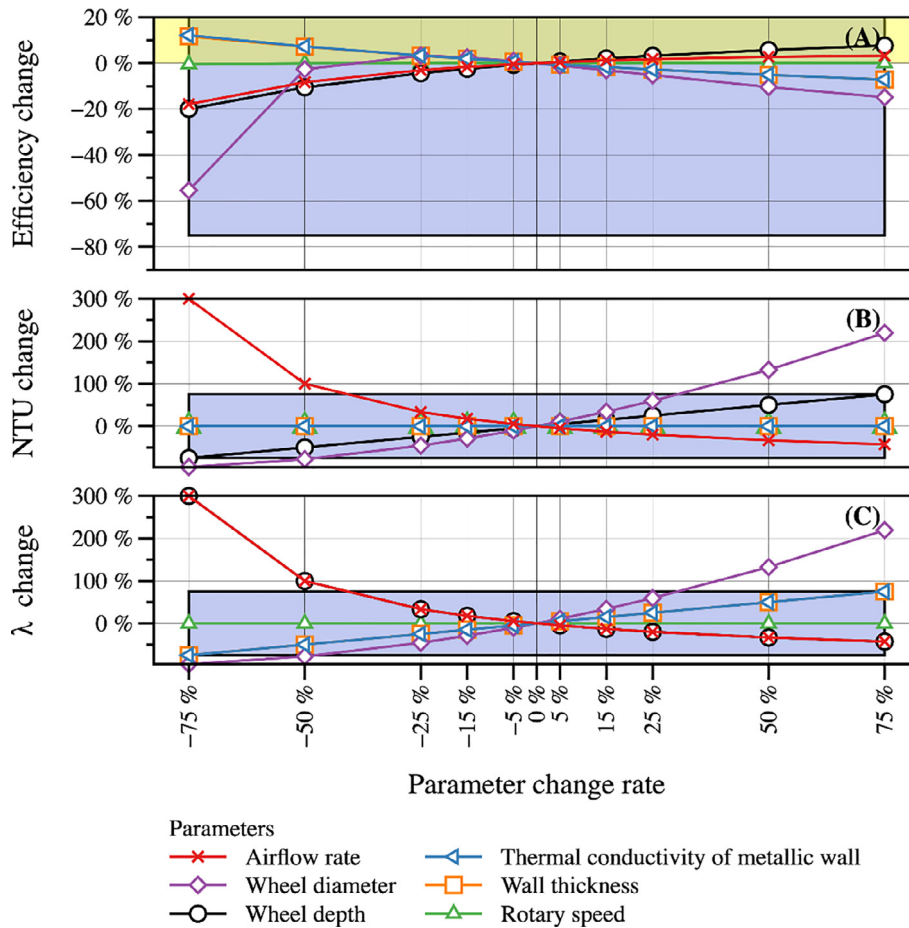 Efficiency change
20 %
0 %
−20 %
−40 %
−60 %
−80 %
(A)
NTU change
300 %
200 %
100 %
0 %
(B)
λ change
300 %
200 %
100 %
0 %
(C)
−75 %
−50 %
−25 %
−15 %
−5 %
0 %
5 %
15 %
25 %
50 %
75 %
Parameter change rate
Parameters
Airflow rate
Wheel diameter
Wheel depth
Thermal conductivity of metallic wall
Wall thickness
Rotary speed